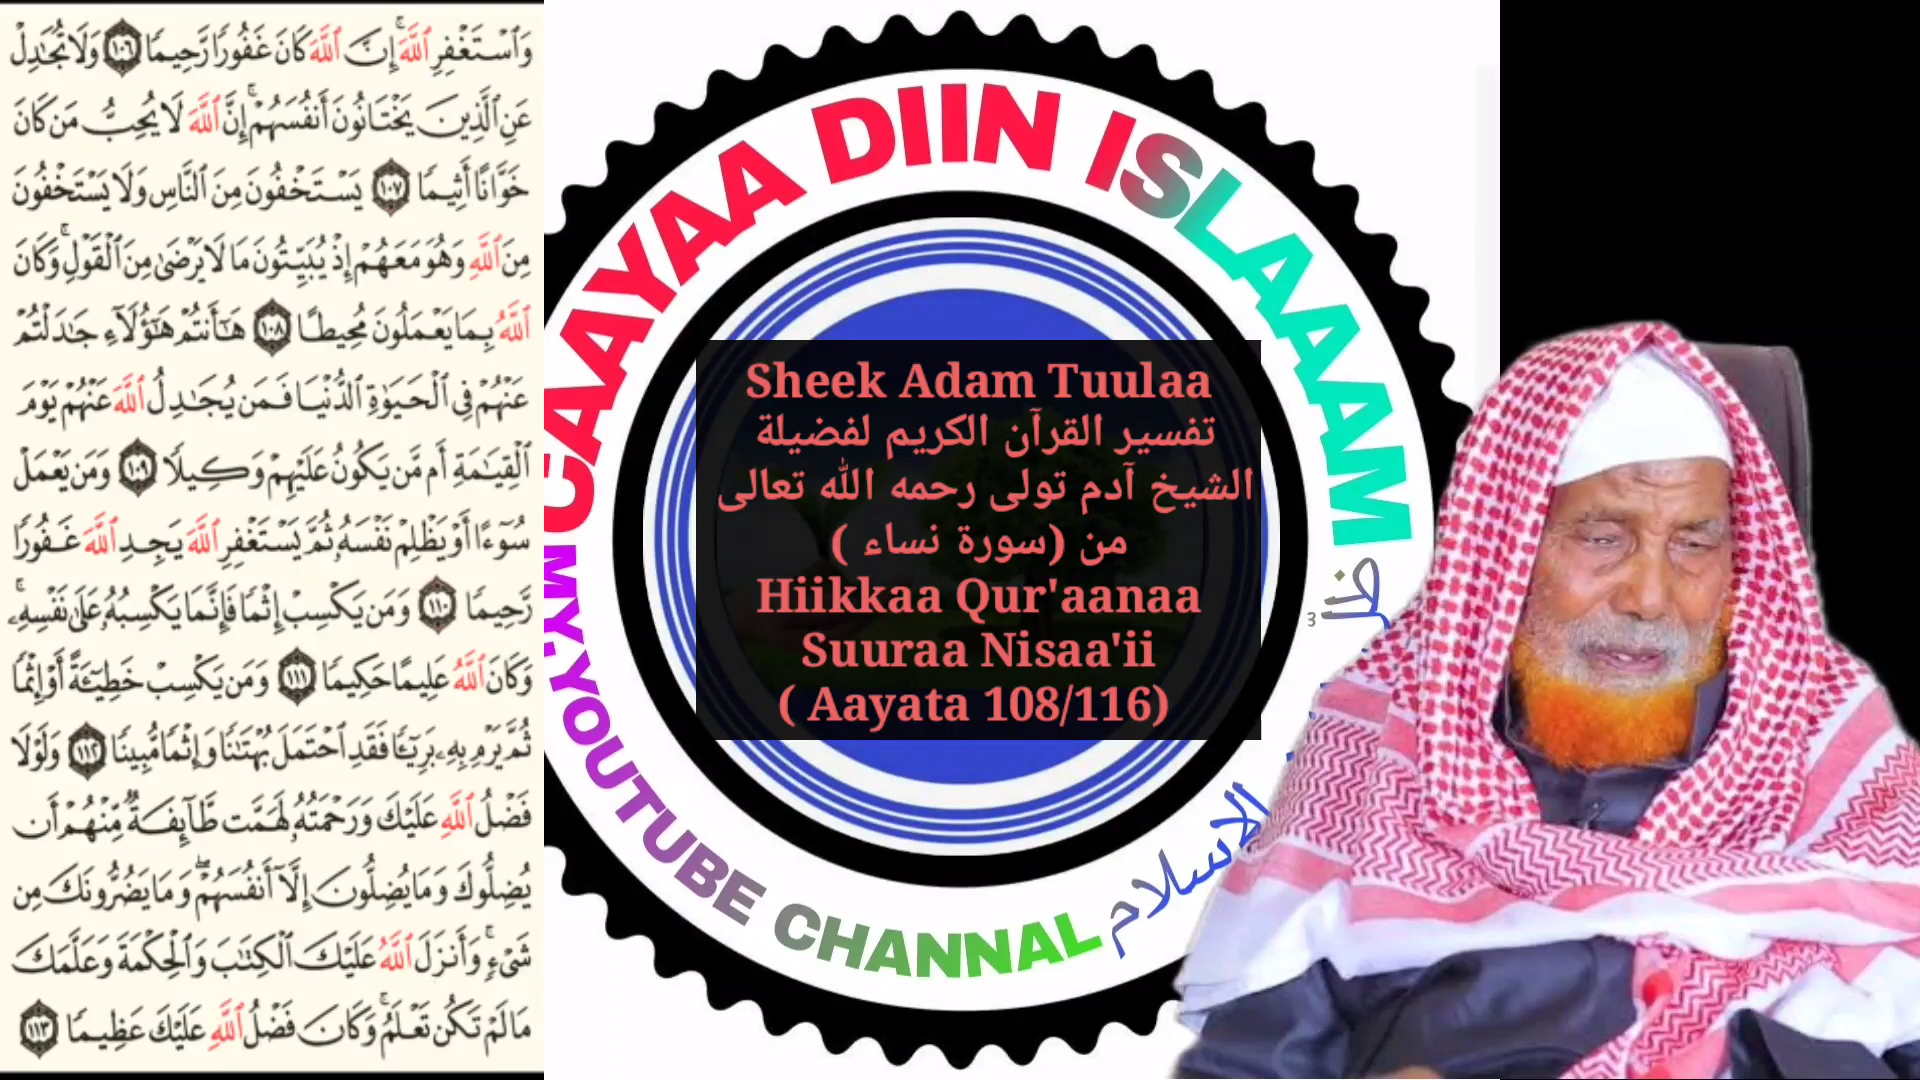 وَٱسۡتَغۡفِرِ ٱللَّهَۖ إِنَّ ٱللَّهَ كَانَ غَفُورٗا رَّحِيمٗا ١٠٦ وَلَا تُجَٰدِلۡ
عَنِ ٱلَّذِينَ يَخۡتَانُونَ أَنفُسَهُمۡۚ إِنَّ ٱللَّهَ لَا يُحِبُّ مَن كَانَ
خَوَّانًا أَثِيمٗا ١٠٧ يَسۡتَخۡفُونَ مِنَ ٱلنَّاسِ وَلَا يَسۡتَخۡفُونَ
مِنَ ٱللَّهِ وَهُوَ مَعَهُمۡ إِذۡ يُبَيِّتُونَ مَا لَا يَرۡضَىٰ مِنَ ٱلۡقَوۡلِۚ وَكَانَ
ٱللَّهُ بِمَا يَعۡمَلُونَ مُحِيطًا ١٠٨ هَٰٓأَنتُمۡ هَٰٓؤُلَآءِ جَٰدَلۡتُمۡ
عَنۡهُمۡ فِي ٱلۡحَيَوٰةِ ٱلدُّنۡيَا فَمَن يُجَٰدِلُ ٱللَّهَ عَنۡهُمۡ يَوۡمَ
ٱلۡقِيَٰمَةِ أَم مَّن يَكُونُ عَلَيۡهِمۡ وَكِيلٗا ١٠٩ وَمَن يَعۡمَلۡ
سُوٓءًا أَوۡ يَظۡلِمۡ نَفۡسَهُۥ ثُمَّ يَسۡتَغۡفِرِ ٱللَّهَ يَجِدِ ٱللَّهَ غَفُورٗا
رَّحِيمٗا ١١٠ وَمَن يَكۡسِبۡ إِثۡمٗا فَإِنَّمَا يَكۡسِبُهُۥ عَلَىٰ نَفۡسِهِۦۚ
وَكَانَ ٱللَّهُ عَلِيمًا حَكِيمٗا ١١١ وَمَن يَكۡسِبۡ خَطِيٓـَٔةً أَوۡ إِثۡمٗا
ثُمَّ يَرۡمِ بِهِۦ بَرِيٓـٔٗا فَقَدِ ٱحۡتَمَلَ بُهۡتَٰنٗا وَإِثۡمٗا مُّبِينٗا ١١٢ وَلَوۡلَا
فَضۡلُ ٱللَّهِ عَلَيۡكَ وَرَحۡمَتُهُۥ لَهَمَّت طَّآئِفَةٞ مِّنۡهُمۡ أَن
يُضِلُّوكَ وَمَا يُضِلُّونَ إِلَّآ أَنفُسَهُمۡۖ وَمَا يَضُرُّونَكَ مِن
شَيۡءٖۚ وَأَنزَلَ ٱللَّهُ عَلَيۡكَ ٱلۡكِتَٰبَ وَٱلۡحِكۡمَةَ وَعَلَّمَكَ
مَا لَمۡ تَكُن تَعۡلَمُۚ وَكَانَ فَضۡلُ ٱللَّهِ عَلَيۡكَ عَظِيمٗا ١١٣
CAAYAA DIIN ISLAAAM
MY YOUTUBE CHANNAL
الاسلام
Sheek Adam Tuulaa
تفسير القرآن الكريم لفضيلة
الشيخ آدم تولى رحمه الله تعالى
من (سورة نساء )
Hiikkaa Qur'aanaa
Suuraa Nisaa'ii
( Aayata 108/116)